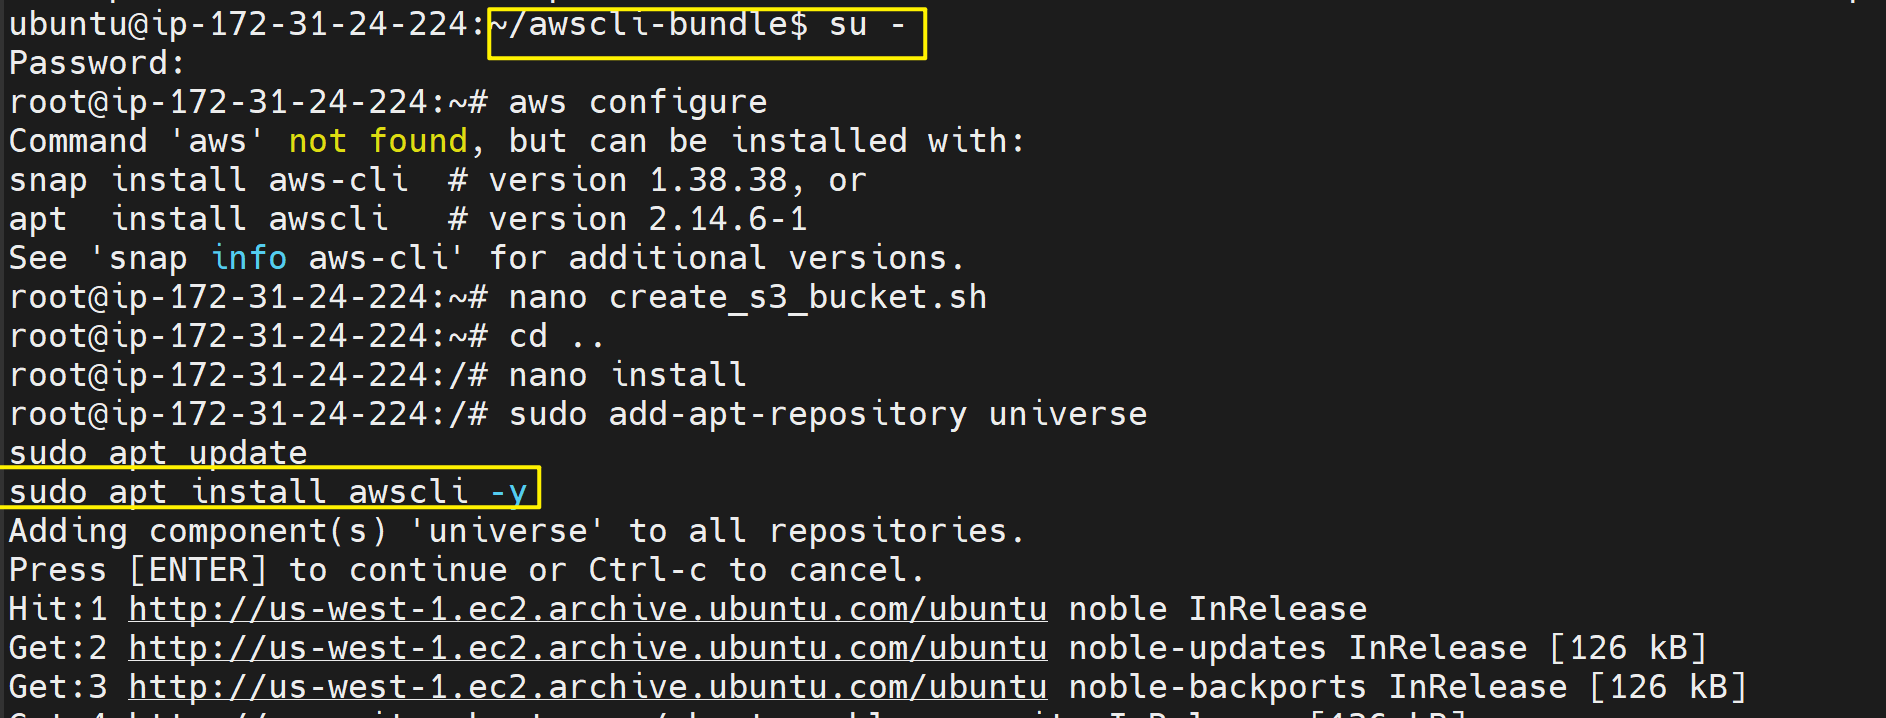 ubuntu@ip-172-31-24-224:~/awscli-bundle$ su -
Password:
root@ip-172-31-24-224:~# aws configure
Command 'aws' not found, but can be installed with:
snap install aws-cli  # version 1.38.38, or
apt  install awscli   # version 2.14.6-1
See 'snap info aws-cli' for additional versions.
root@ip-172-31-24-224:~# nano create_s3_bucket.sh
root@ip-172-31-24-224:~# cd ..
root@ip-172-31-24-224:/# nano install
root@ip-172-31-24-224:/# sudo add-apt-repository universe
sudo apt update
sudo apt install awscli -y
Adding component(s) 'universe' to all repositories.
Press [ENTER] to continue or Ctrl-c to cancel.
Hit:1 http://us-west-1.ec2.archive.ubuntu.com/ubuntu noble InRelease
Get:2 http://us-west-1.ec2.archive.ubuntu.com/ubuntu noble-updates InRelease [126 kB]
Get:3 http://us-west-1.ec2.archive.ubuntu.com/ubuntu noble-backports InRelease [126 kB]